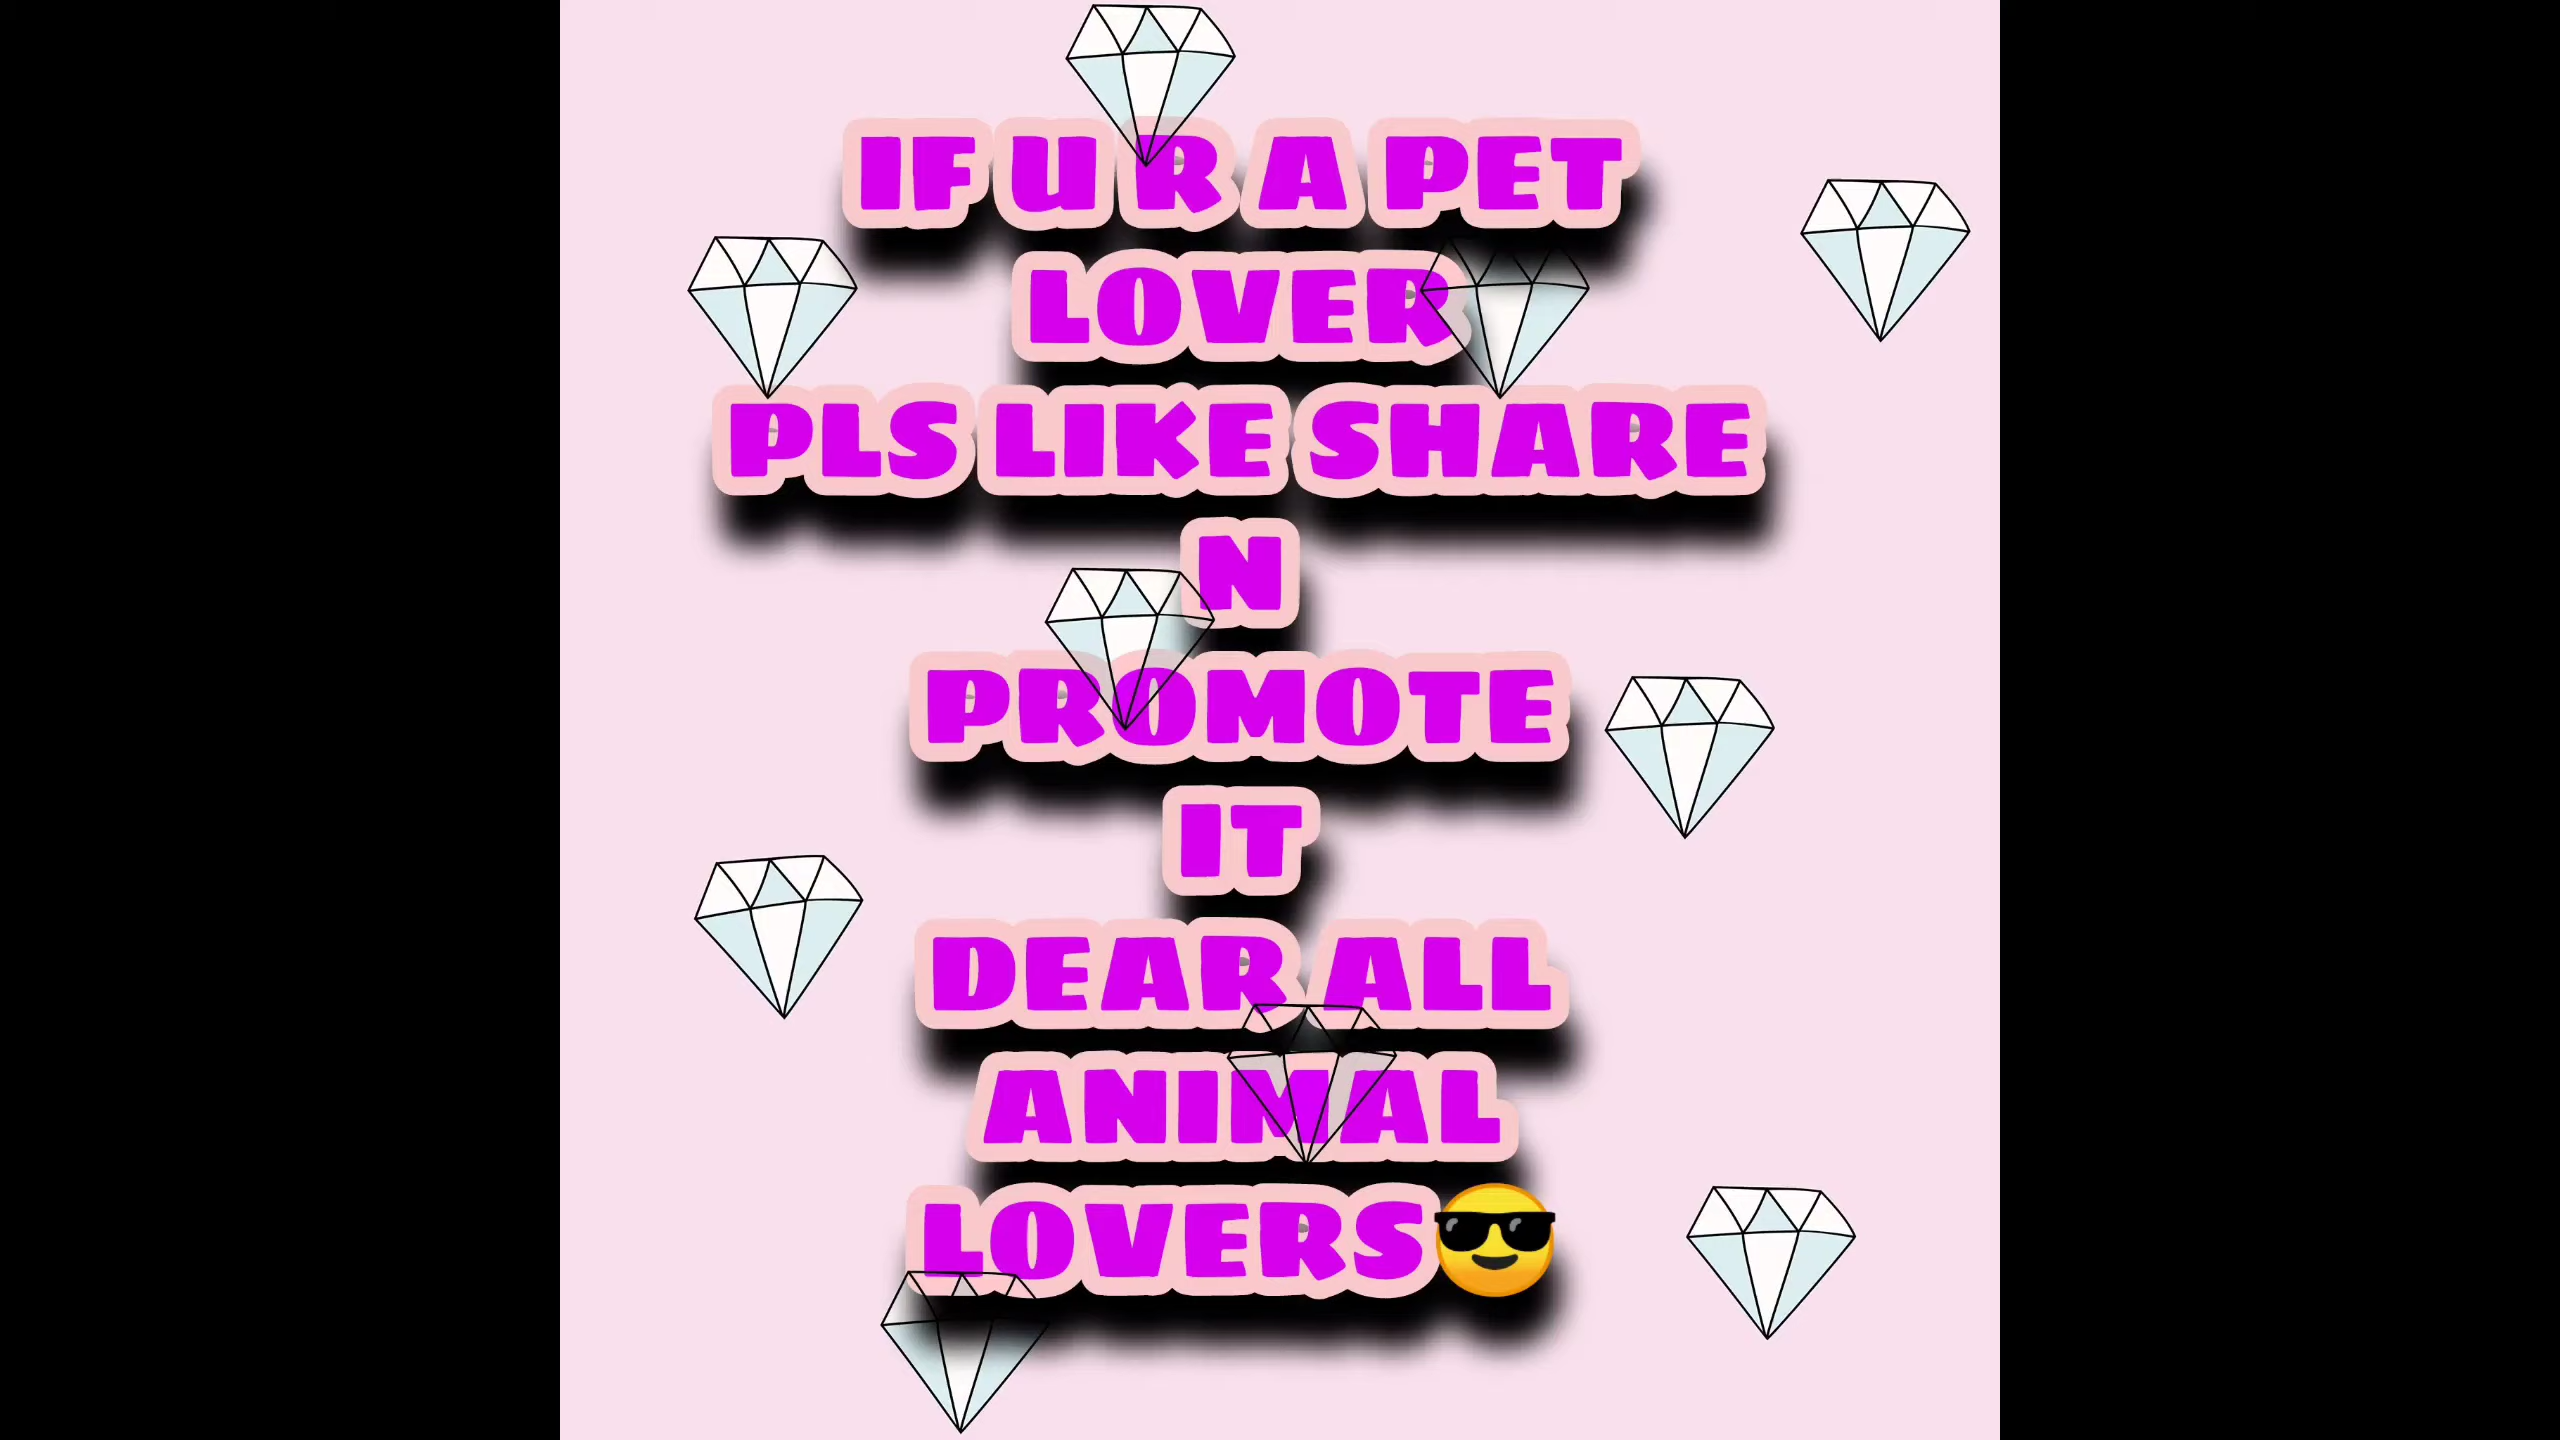 IF U R A PET
LOVER
PLS LIKE SHARE
N
PROMOTE
IT
DEAR ALL
ANIMAL
LOVERS😎